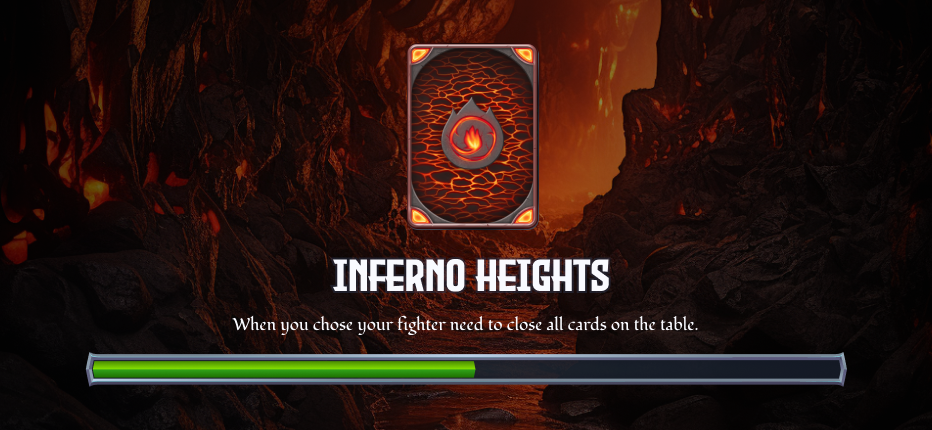 INFERNO HEIGHTS
When you chose your fighter need to close all cards on the table.